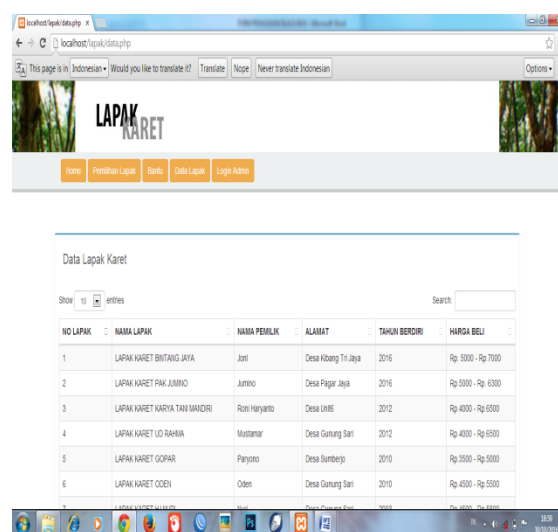 localhost/lapak/data.php ×
localhost/lapak/data.php
This page is in Indonesian Would you like to translate it? Translate Nope Never translate Indonesian Options
LAPAK
KARET
Home Pemilihan Lapak Bantu Data Lapak Login Admin
Data Lapak Karet
Show 10 entries Search:
NO LAPAK NAMA LAPAK NAMA PEMILIK ALAMAT TAHUN BERDIRI HARGA BELI
1 LAPAK KARET BINTANG JAYA Joni Desa Kibang Tri Jaya 2016 Rp. 5000 - Rp.7000
2 LAPAK KARET PAK JUMINO Jumino Desa Pagar Jaya 2016 Rp.5000 - Rp. 6300
3 LAPAK KARET KARYA TANI MANDIRI Roni Haryanto Desa Unit6 2012 Rp.4000 - Rp.6500
4 LAPAK KARET UD RAHMA Mustamar Desa Gunung Sari 2012 Rp.4000 - Rp.6500
5 LAPAK KARET GOPAR Paryono Desa Sumberjo 2010 Rp.3500 - Rp.5000
6 LAPAK KARET ODEN Oden Desa Gunung Sari 2010 Rp.4500 - Rp.5500
IN 18:59